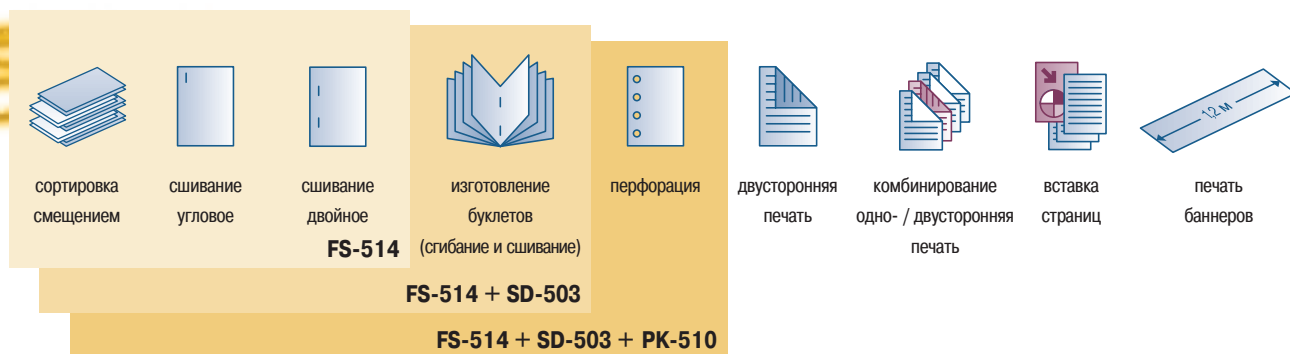 1,2 м
сортировка
смещением
сшивание
угловое
сшивание
двойное
изготовление
буклетов
(сгибание и сшивание)
перфорация
двусторонняя
печать
комбинирование
одно- / двусторонняя
печать
вставка
страниц
печать
баннеров
FS-514
FS-514 + SD-503
FS-514 + SD-503 + PK-510